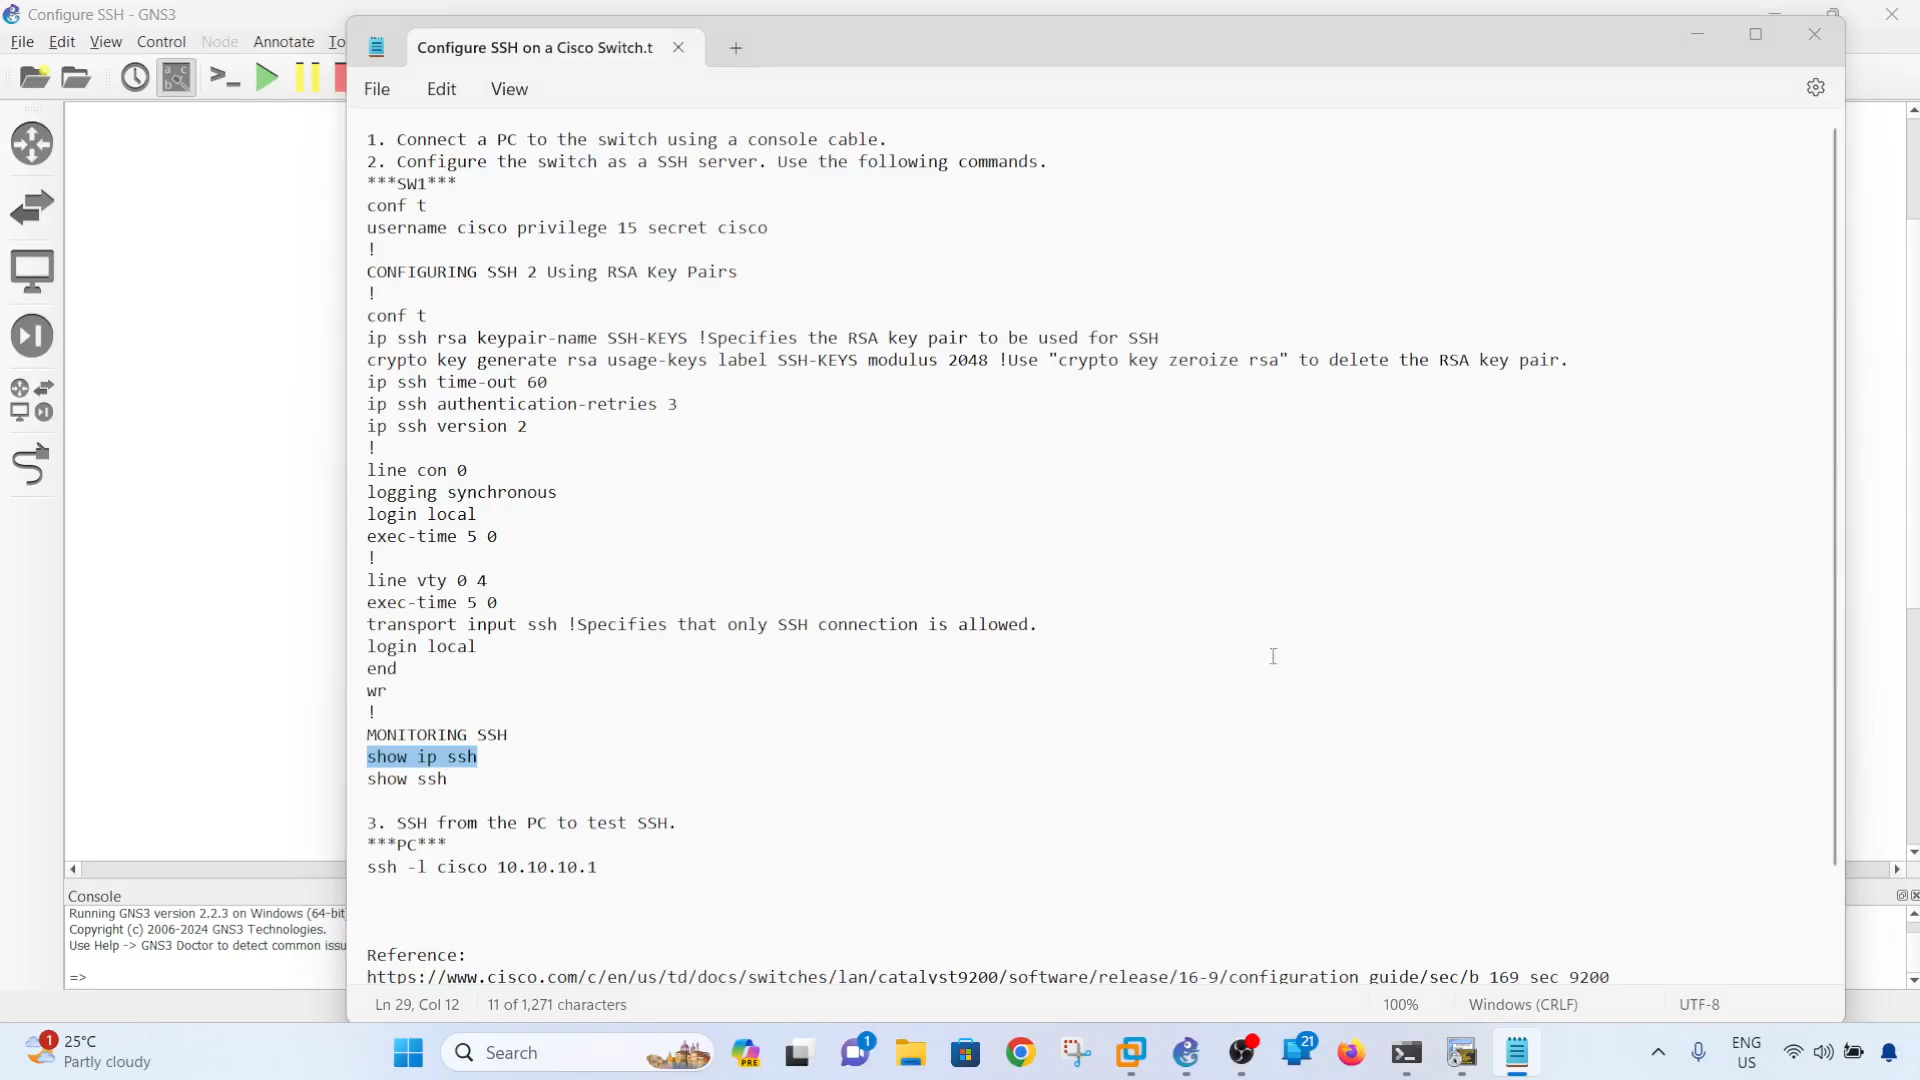 Configure SSH - GNS3
File Edit View Control Node Annotate To
Configure SSH on a Cisco Switch.t
File Edit View
1. Connect a PC to the switch using a console cable.
2. Configure the switch as a SSH server. Use the following commands.
***SW1***
conf t
username cisco privilege 15 secret cisco
!
CONFIGURING SSH 2 Using RSA Key Pairs
!
conf t
ip ssh rsa keypair-name SSH-KEYS !Specifies the RSA key pair to be used for SSH
crypto key generate rsa usage-keys label SSH-KEYS modulus 2048 !Use "crypto key zeroize rsa" to delete the RSA key pair.
ip ssh time-out 60
ip ssh authentication-retries 3
ip ssh version 2
!
line con 0
logging synchronous
login local
exec-time 5 0
!
line vty 0 4
exec-time 5 0
transport input ssh !Specifies that only SSH connection is allowed.
login local
end
wr
!
MONITORING SSH
show ip ssh
show ssh
3. SSH from the PC to test SSH.
***PC***
ssh -l cisco 10.10.10.1
Reference:
https://www.cisco.com/c/en/us/td/docs/switches/lan/catalyst9200/software/release/16-9/configuration_guide/sec/b_169_sec_9200
Console
Running GNS3 version 2.2.3 on Windows (64-bit
Copyright (c) 2006-2024 GNS3 Technologies.
Use Help -> GNS3 Doctor to detect common issu
=>
Ln 29, Col 12 11 of 1,271 characters 100% Windows (CRLF) UTF-8
1 25°C
Partly cloudy
Search
PRE
1
21
ENG
US